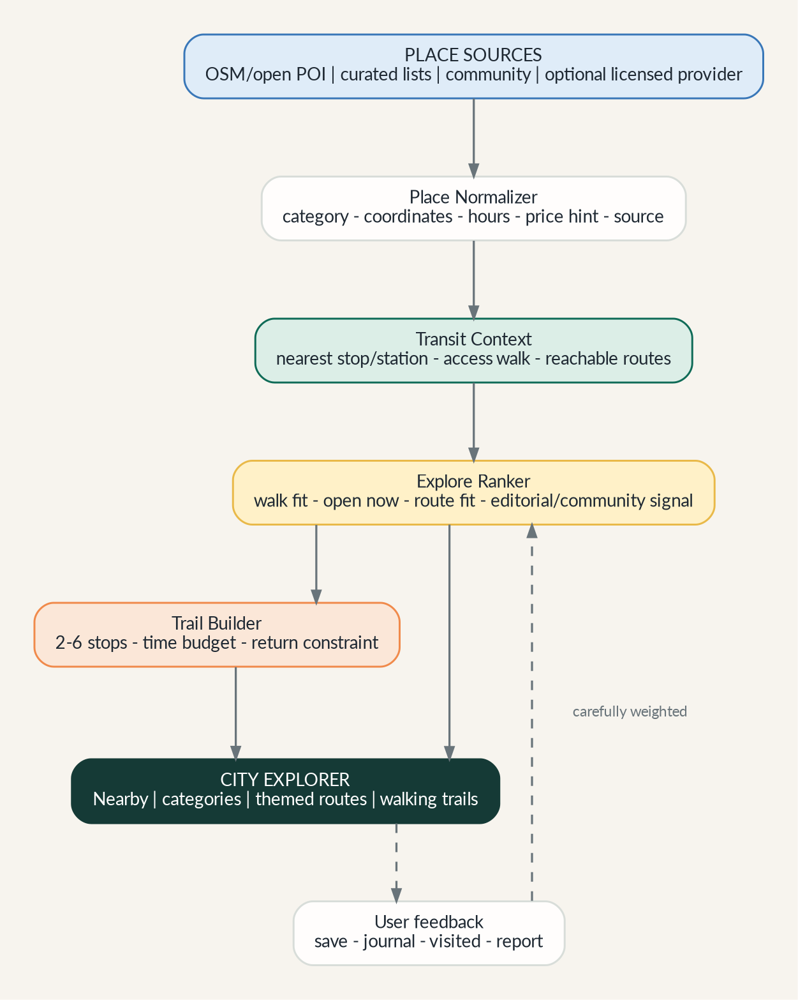 PLACE SOURCES
OSM/open POI | curated lists | community | optional licensed provider
Place Normalizer
category - coordinates - hours - price hint - source
Transit Context
nearest stop/station - access walk - reachable routes
Explore Ranker
walk fit - open now - route fit - editorial/community signal
Trail Builder
2-6 stops - time budget - return constraint
carefully weighted
CITY EXPLORER
Nearby | categories | themed routes | walking trails
User feedback
save - journal - visited - report